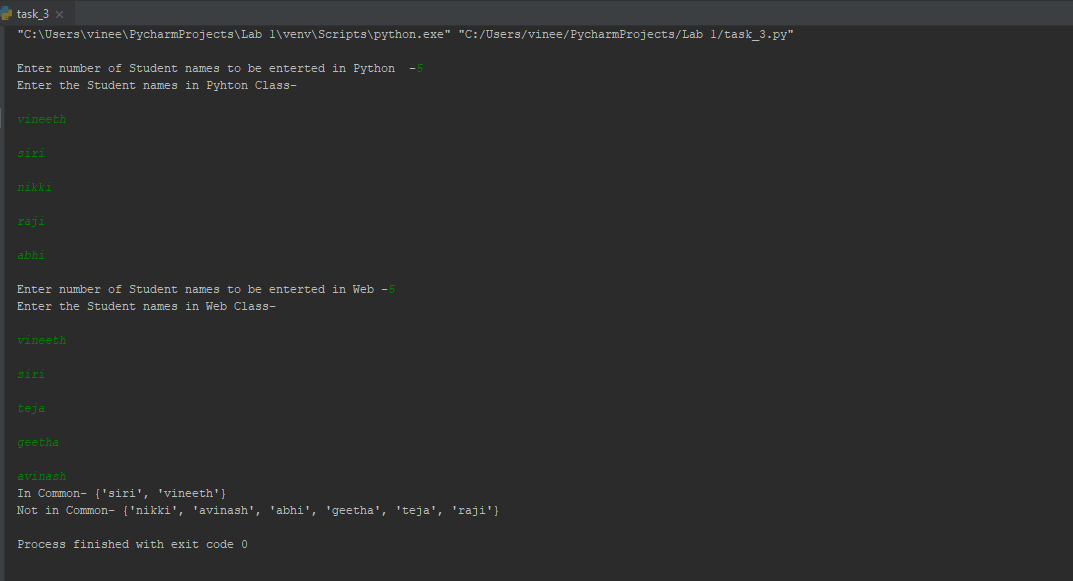 task_3
"C:\Users\vinee\PycharmProjects\Lab 1\venv\Scripts\python.exe" "C:/Users/vinee/PycharmProjects/Lab 1/task_3.py"
Enter number of Student names to be enterted in Python  -5
Enter the Student names in Pyhton Class-
vineeth
siri
nikki
raji
abhi
Enter number of Student names to be enterted in Web -5
Enter the Student names in Web Class-
vineeth
siri
teja
geetha
avinash
In Common- {'siri', 'vineeth'}
Not in Common- {'nikki', 'avinash', 'abhi', 'geetha', 'teja', 'raji'}
Process finished with exit code 0